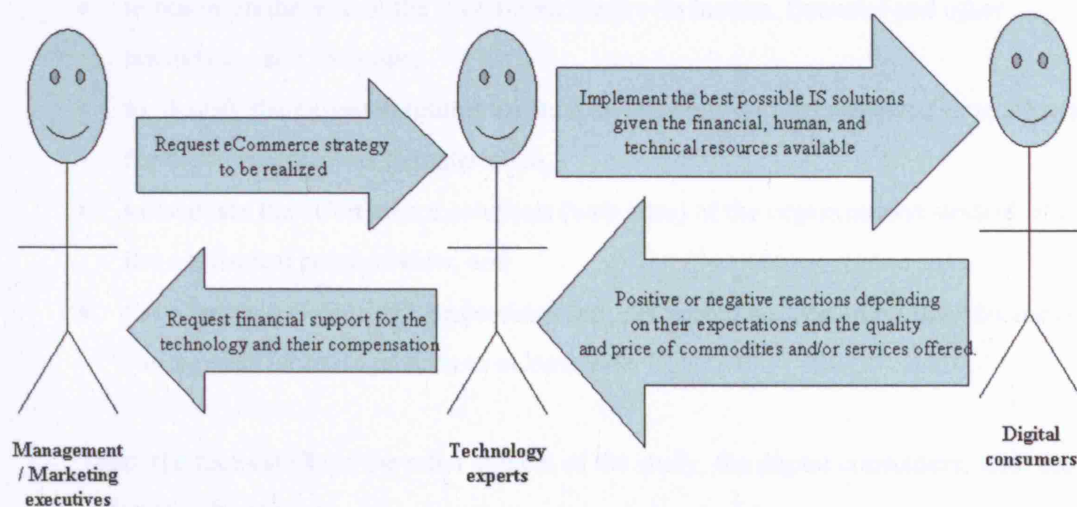 Request eCommerce strategy
to be realized
Implement the best possible IS solutions
given the financial, human, and
technical resources available
Request financial support for the
technology and their compensation
Positive or negative reactions depending
on their expectations and the quality
and price of commodities and/or services offered.
Management
/ Marketing
executives
Technology
experts
Digital
consumers